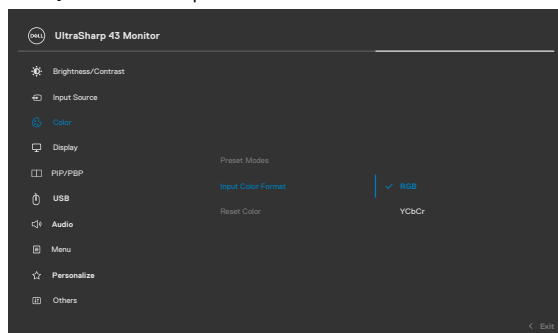 DELL UltraSharp 43 Monitor
Brightness/Contrast
Input Source
Color
Display
PIP/PBP
USB
Audio
Menu
Personalize
Others
Preset Modes
Input Color Format ✓ RGB
Reset Color YCbCr
< Exit